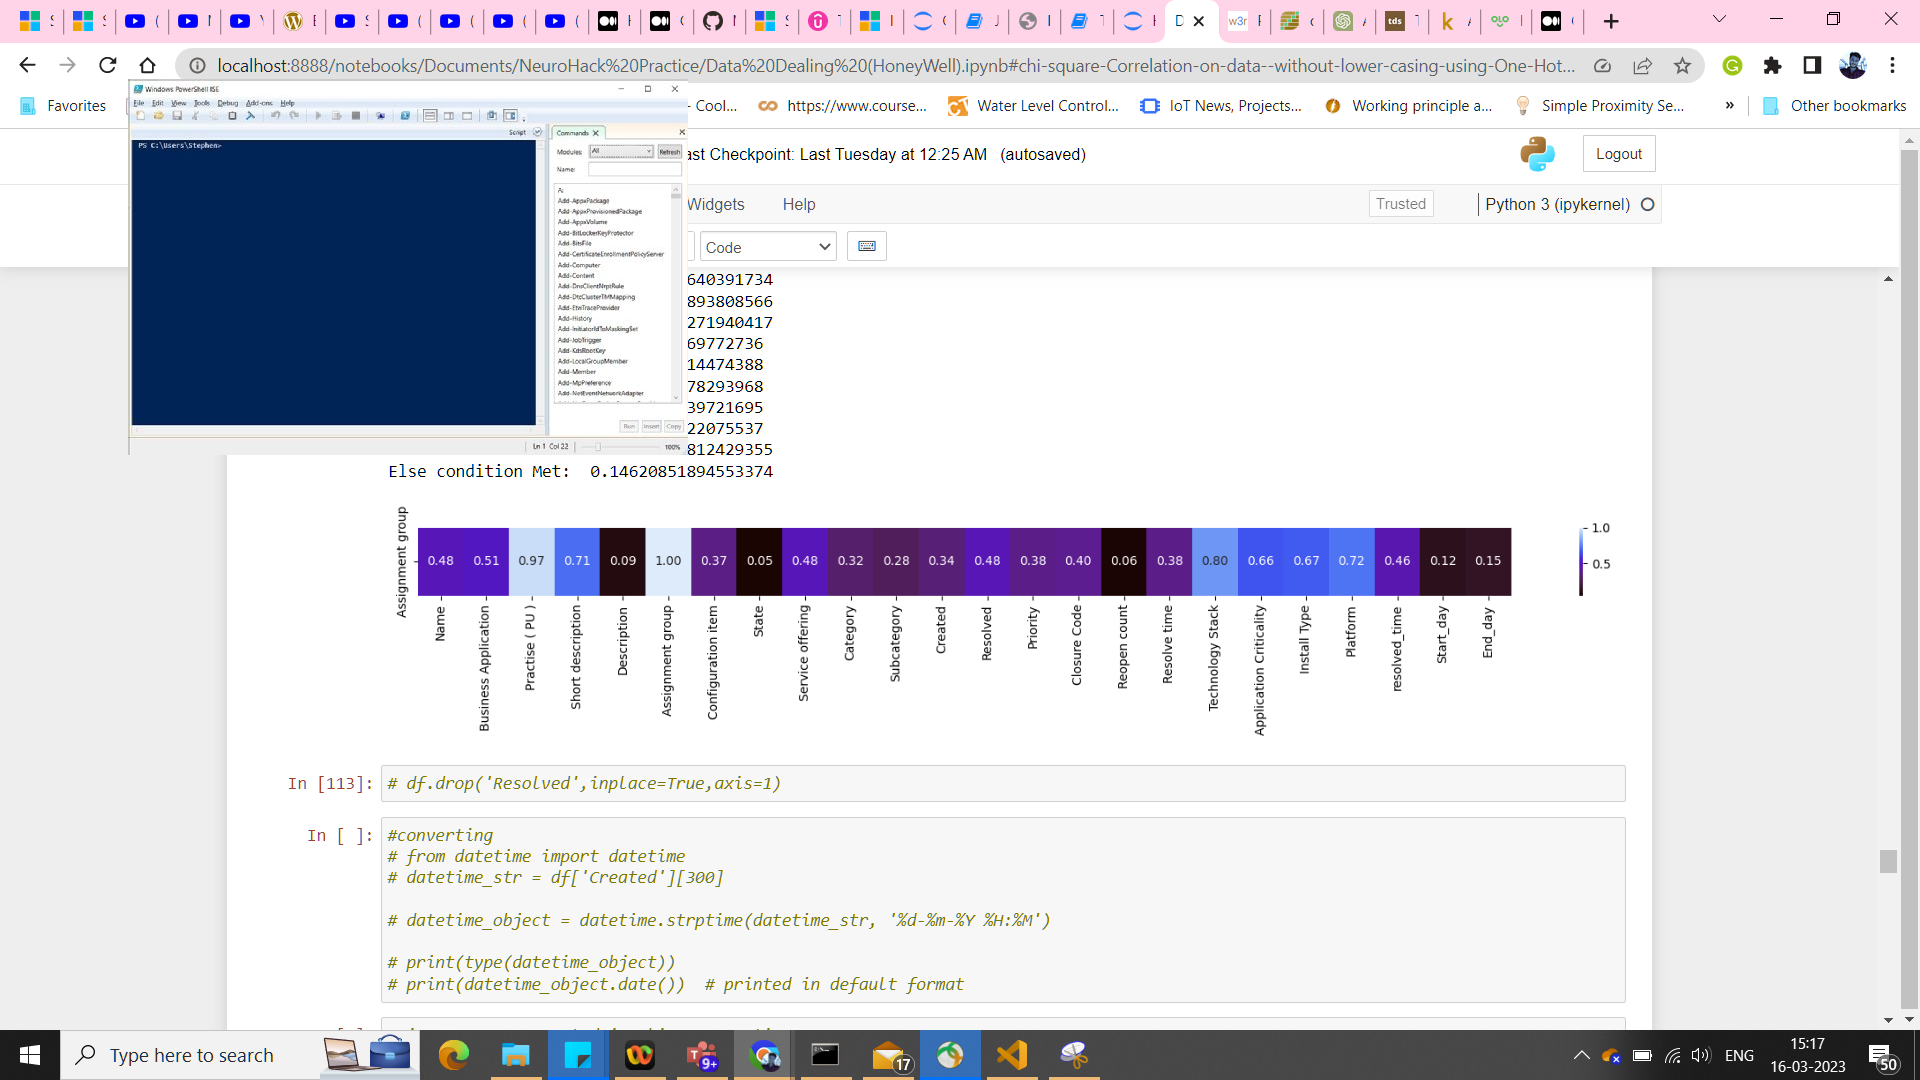 localhost:8888/notebooks/Documents/NeuroHack%20Practice/Data%20Dealing%20(HoneyWell).ipynb#chi-square-Correlation-on-data--without-lower-casing-using-One-Hot...
Favorites
- Cool...
https://www.course...
Water Level Control...
IoT News, Projects...
Working principle a...
Simple Proximity Se...
»
Other bookmarks
Windows PowerShell ISE
File Edit View Tools Debug Add-ons Help
Script
PS C:\Users\Stephen>
Commands X
Modules: All Refresh
Name:
A:
Add-AppxPackage
Add-AppxProvisionedPackage
Add-AppxVolume
Add-BitLockerKeyProtector
Add-BitsFile
Add-CertificateEnrollmentPolicyServer
Add-Computer
Add-Content
Add-DnsClientNrptRule
Add-DtcClusterTMMapping
Add-EtwTraceProvider
Add-History
Add-InitiatorIdToMaskingSet
Add-JobTrigger
Add-KdsRootKey
Add-LocalGroupMember
Add-Member
Add-MpPreference
Add-NetEventNetworkAdapter
Run Insert Copy
Ln 1 Col 22 100%
ast Checkpoint: Last Tuesday at 12:25 AM (autosaved)
Logout
Widgets Help
Trusted
Python 3 (ipykernel)
Code
640391734
893808566
271940417
69772736
14474388
78293968
39721695
22075537
812429355
Else condition Met: 0.14620851894553374
Assignment group
0.48 0.51 0.97 0.71 0.09 1.00 0.37 0.05 0.48 0.32 0.28 0.34 0.48 0.38 0.40 0.06 0.38 0.80 0.66 0.67 0.72 0.46 0.12 0.15
1.0
0.5
Name
Business Application
Practise ( PU )
Short description
Description
Assignment group
Configuration item
State
Service offering
Category
Subcategory
Created
Resolved
Priority
Closure Code
Reopen count
Resolve time
Technology Stack
Application Criticality
Install Type
Platform
resolved_time
Start_day
End_day
In [113]: # df.drop('Resolved',inplace=True,axis=1)
In [ ]: #converting
# from datetime import datetime
# datetime_str = df['Created'][300]
# datetime_object = datetime.strptime(datetime_str, '%d-%m-%Y %H:%M')
# print(type(datetime_object))
# print(datetime_object.date())  # printed in default format
Type here to search
9+
17
ENG
15:17
16-03-2023
50